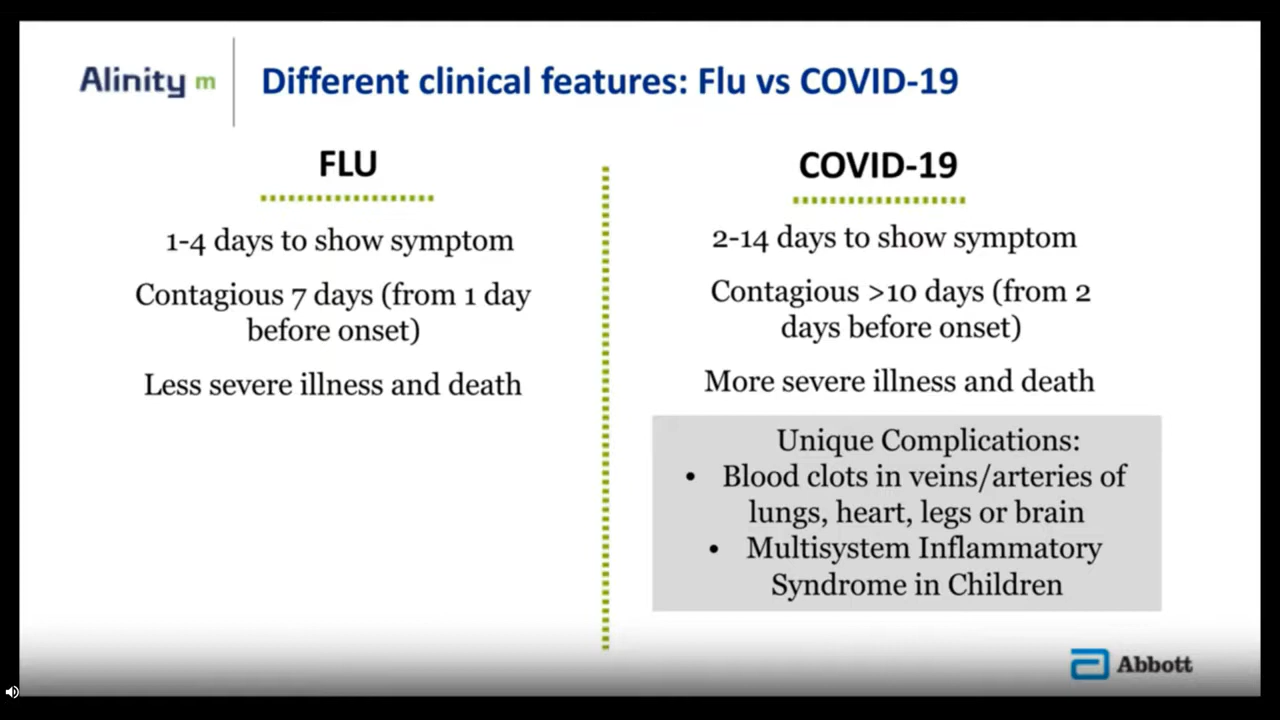 Alinity m
Different clinical features: Flu vs COVID-19
FLU
1-4 days to show symptom
Contagious 7 days (from 1 day
before onset)
Less severe illness and death
COVID-19
2-14 days to show symptom
Contagious >10 days (from 2
days before onset)
More severe illness and death
Unique Complications:
• Blood clots in veins/arteries of
lungs, heart, legs or brain
• Multisystem Inflammatory
Syndrome in Children
Abbott